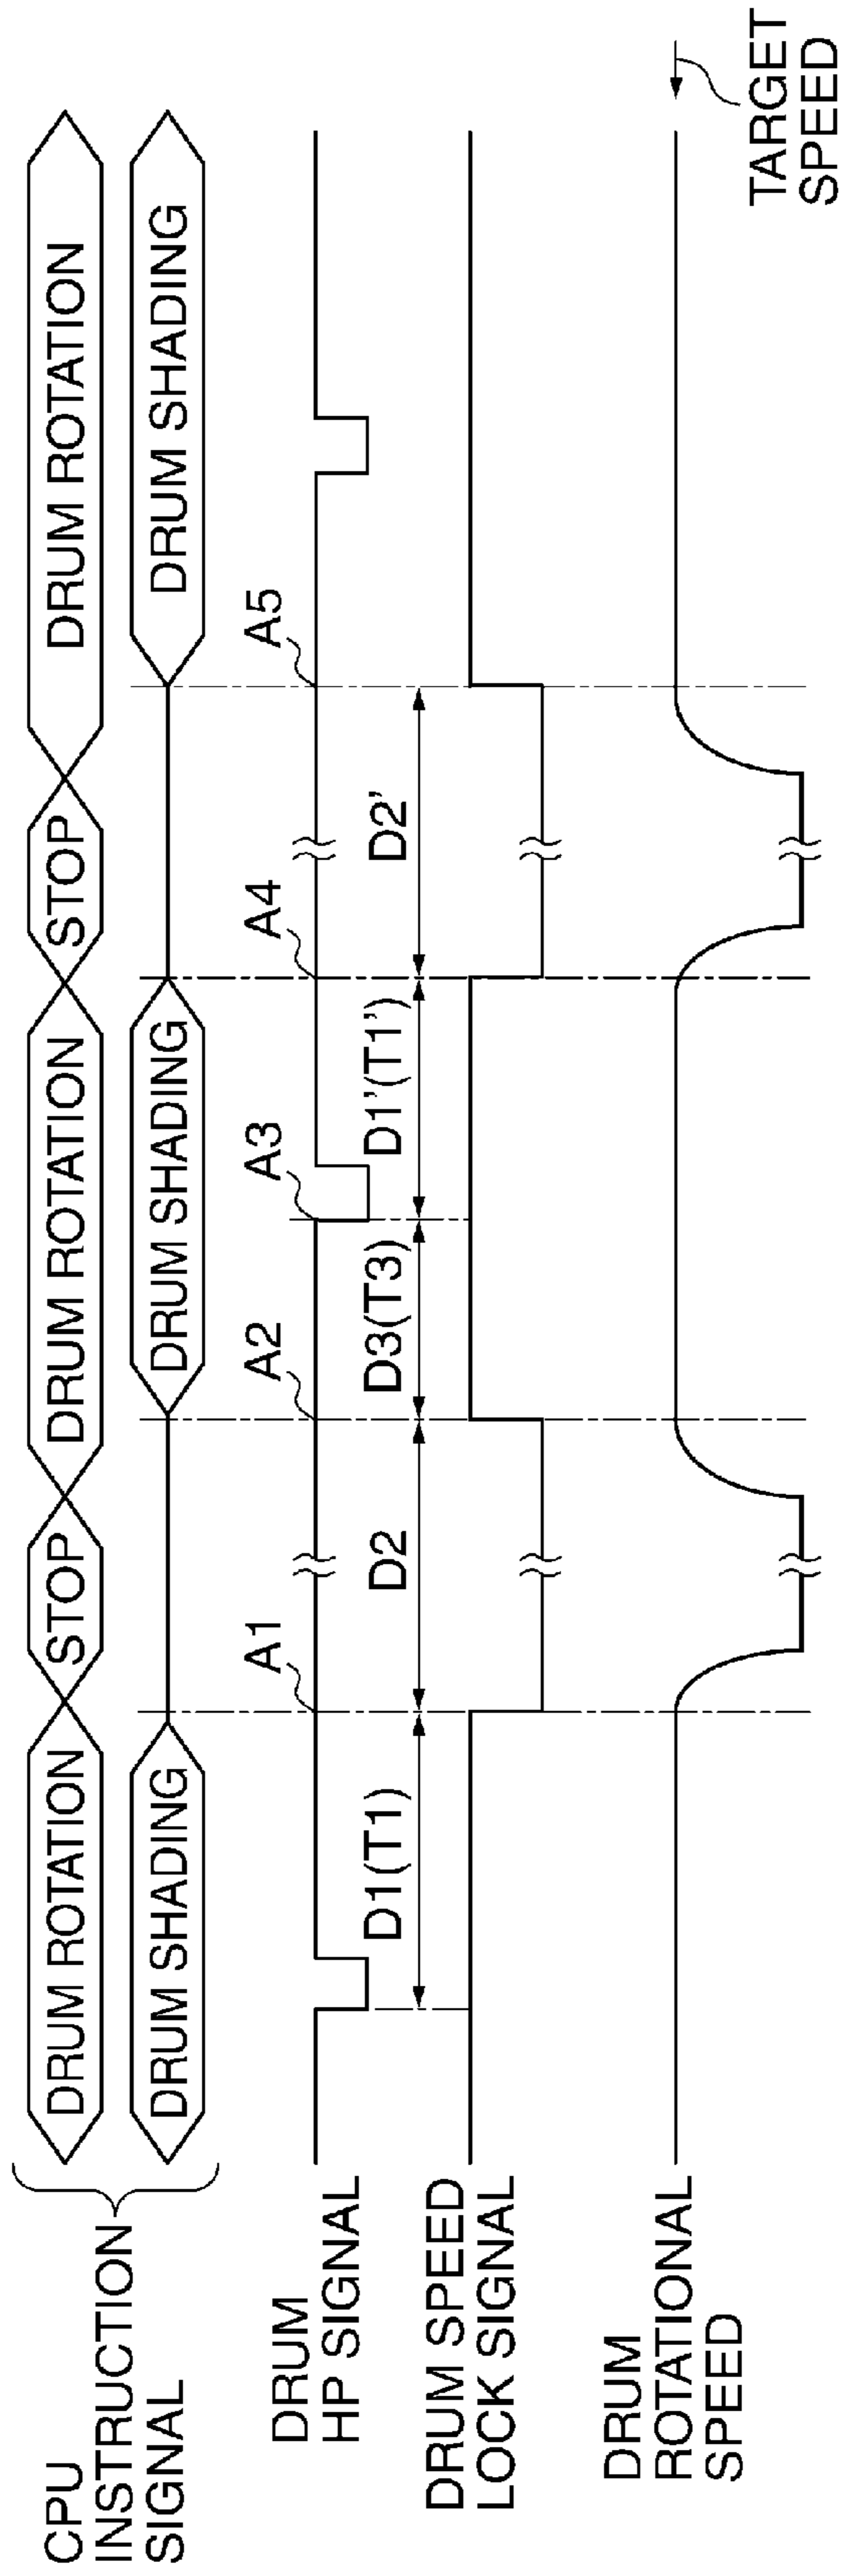 CPU
INSTRUCTION
SIGNAL
DRUM ROTATION
STOP
DRUM ROTATION
STOP
DRUM ROTATION
DRUM SHADING
DRUM SHADING
DRUM SHADING
DRUM
HP SIGNAL
A1
A2
A3
A4
A5
D1(T1)
D2
D3(T3)
D1'(T1')
D2'
DRUM SPEED
LOCK SIGNAL
DRUM
ROTATIONAL
SPEED
TARGET
SPEED